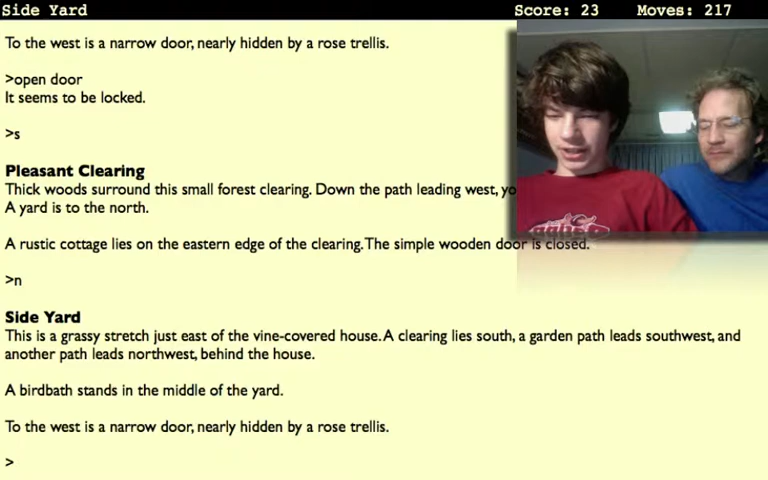 Side Yard Score: 23 Moves: 217
To the west is a narrow door, nearly hidden by a rose trellis.
>open door
It seems to be locked.
>s
Pleasant Clearing
Thick woods surround this small forest clearing. Down the path leading west, yo
A yard is to the north.
A rustic cottage lies on the eastern edge of the clearing. The simple wooden door is closed.
>n
Side Yard
This is a grassy stretch just east of the vine-covered house. A clearing lies south, a garden path leads southwest, and
another path leads northwest, behind the house.
A birdbath stands in the middle of the yard.
To the west is a narrow door, nearly hidden by a rose trellis.
>